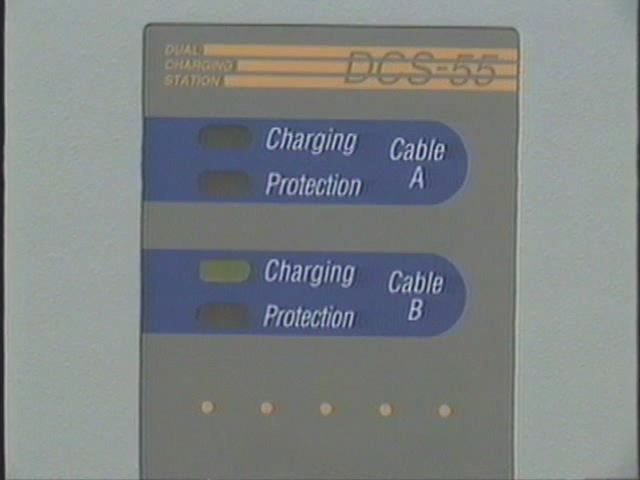 DUAL
CHARGING
STATION
DCS-55
Charging
Protection
Cable
A
Charging
Protection
Cable
B